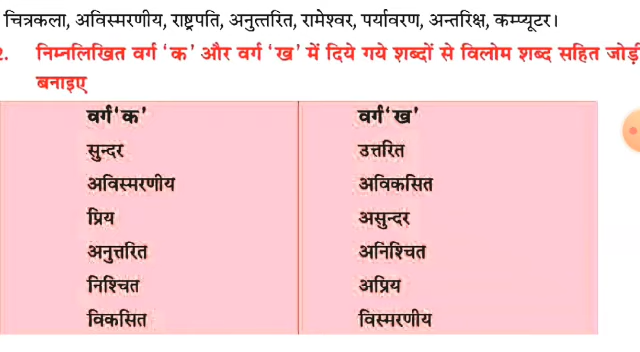 चित्रकला, अविस्मरणीय, राष्ट्रपति, अनुत्तरित, रामेश्वर, पर्यावरण, अन्तरिक्ष, कम्प्यूटर।
2. निम्नलिखित वर्ग ‘क’ और वर्ग ‘ख’ में दिये गये शब्दों से विलोम शब्द सहित जोड़ी
बनाइए
वर्ग‘क’ वर्ग‘ख’
सुन्दर उत्तरित
अविस्मरणीय अविकसित
प्रिय असुन्दर
अनुत्तरित अनिश्चित
निश्चित अप्रिय
विकसित विस्मरणीय